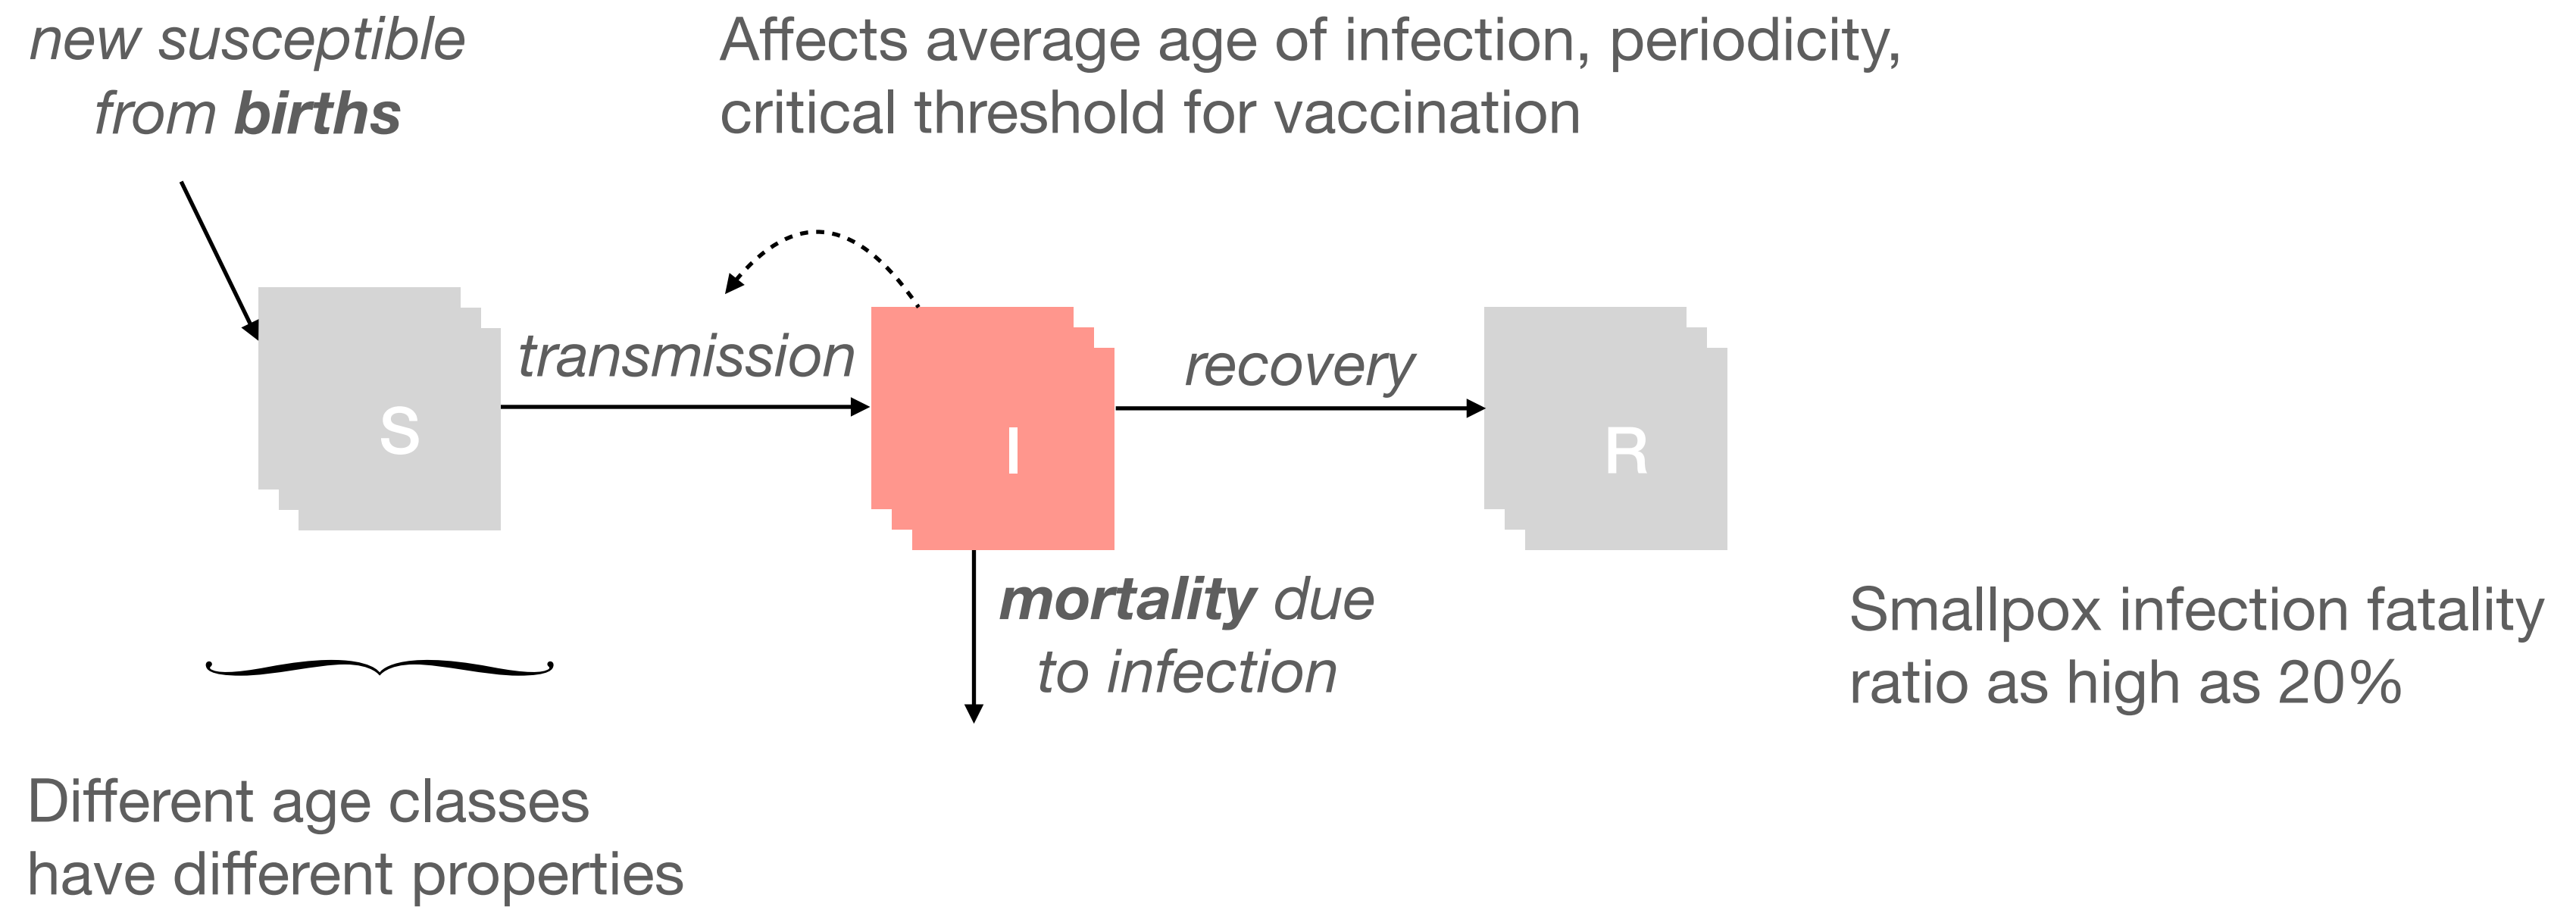 new susceptible
from births
Affects average age of infection, periodicity,
critical threshold for vaccination
transmission
recovery
S
I
R
mortality due
to infection
Smallpox infection fatality
ratio as high as 20%
Different age classes
have different properties